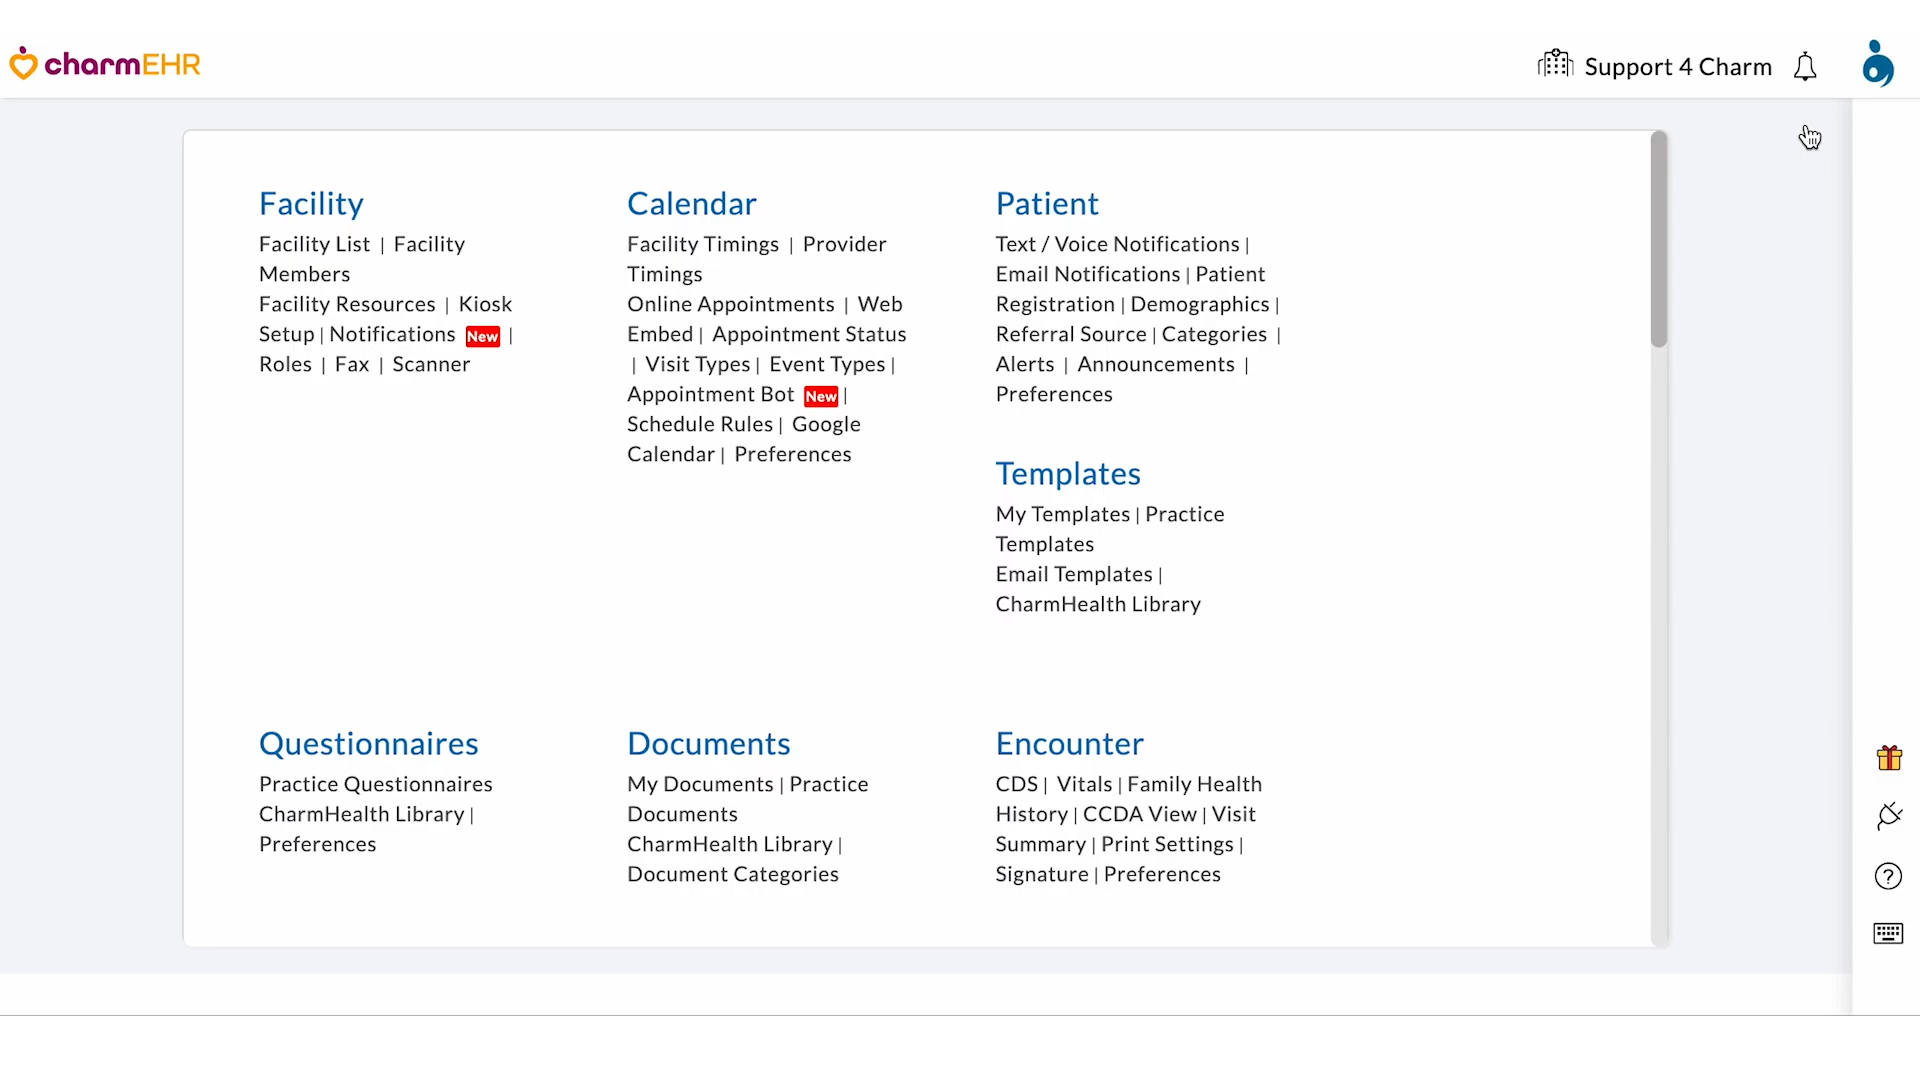 charmEHR
Support 4 Charm
Facility
Facility List | Facility
Members
Facility Resources | Kiosk
Setup | Notifications New |
Roles | Fax | Scanner
Calendar
Facility Timings | Provider
Timings
Online Appointments | Web
Embed | Appointment Status
| Visit Types | Event Types |
Appointment Bot New |
Schedule Rules | Google
Calendar | Preferences
Patient
Text / Voice Notifications |
Email Notifications | Patient
Registration | Demographics |
Referral Source | Categories |
Alerts | Announcements |
Preferences
Templates
My Templates | Practice
Templates
Email Templates |
CharmHealth Library
Questionnaires
Practice Questionnaires
CharmHealth Library |
Preferences
Documents
My Documents | Practice
Documents
CharmHealth Library |
Document Categories
Encounter
CDS | Vitals | Family Health
History | CCDA View | Visit
Summary | Print Settings |
Signature | Preferences